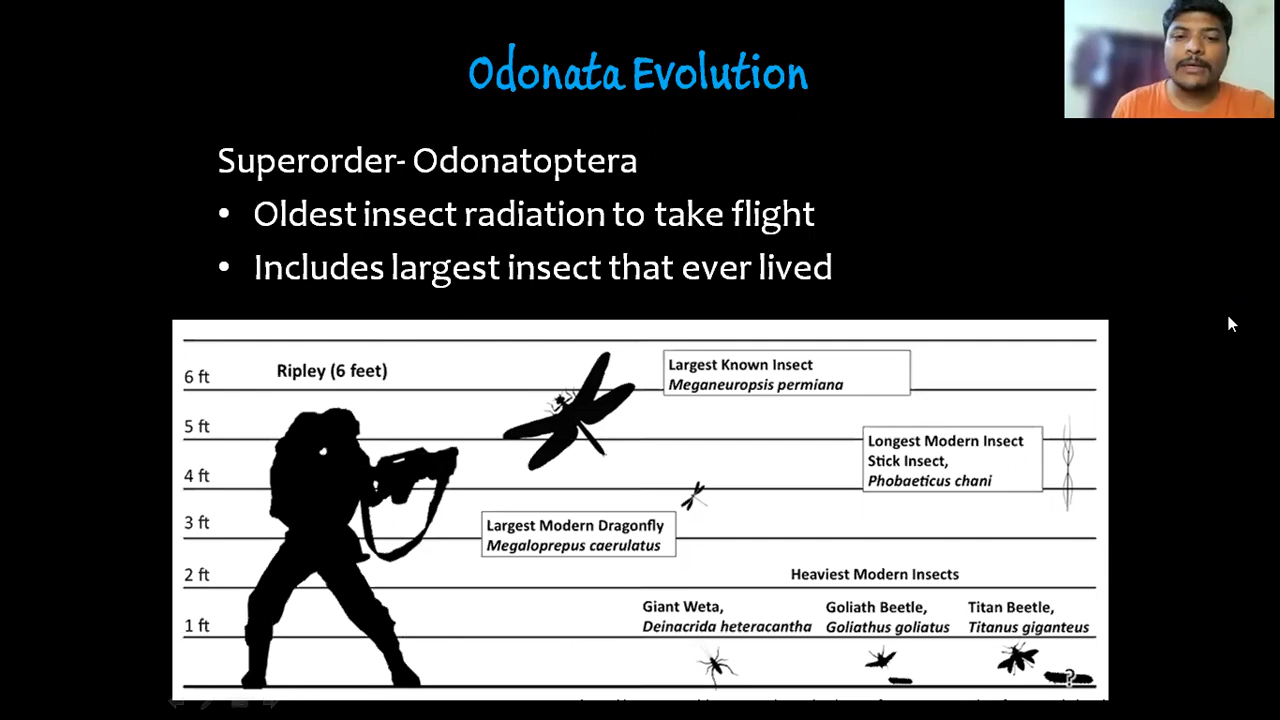 Odonata Evolution
Superorder- Odonatoptera
• Oldest insect radiation to take flight
• Includes largest insect that ever lived
Ripley (6 feet)
6 ft
5 ft
4 ft
3 ft
2 ft
1 ft
Largest Known Insect
Meganeuropsis permiana
Longest Modern Insect
Stick Insect,
Phobaeticus chani
Largest Modern Dragonfly
Megaloprepus caerulatus
Heaviest Modern Insects
Giant Weta,
Deinacrida heteracantha
Goliath Beetle,
Goliathus goliatus
Titan Beetle,
Titanus giganteus
?